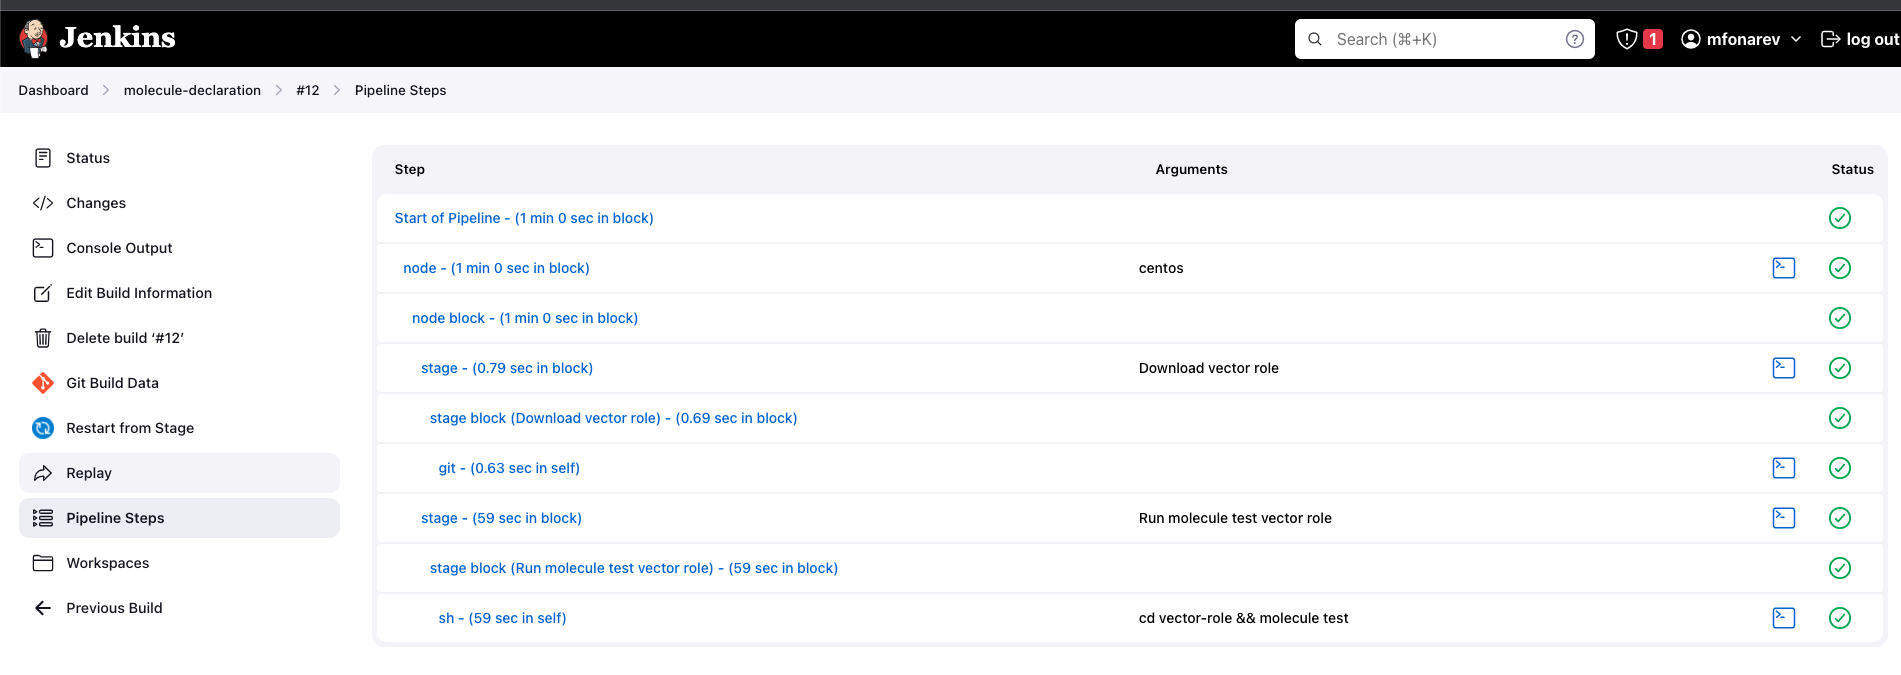 Jenkins
Search (⌘+K)
1
mfonarev
log out
Dashboard
molecule-declaration
#12
Pipeline Steps
Status
Changes
Console Output
Edit Build Information
Delete build ‘#12’
Git Build Data
Restart from Stage
Replay
Pipeline Steps
Workspaces
Previous Build
Step Arguments Status
Start of Pipeline - (1 min 0 sec in block)
node - (1 min 0 sec in block) centos
node block - (1 min 0 sec in block)
stage - (0.79 sec in block) Download vector role
stage block (Download vector role) - (0.69 sec in block)
git - (0.63 sec in self)
stage - (59 sec in block) Run molecule test vector role
stage block (Run molecule test vector role) - (59 sec in block)
sh - (59 sec in self) cd vector-role && molecule test